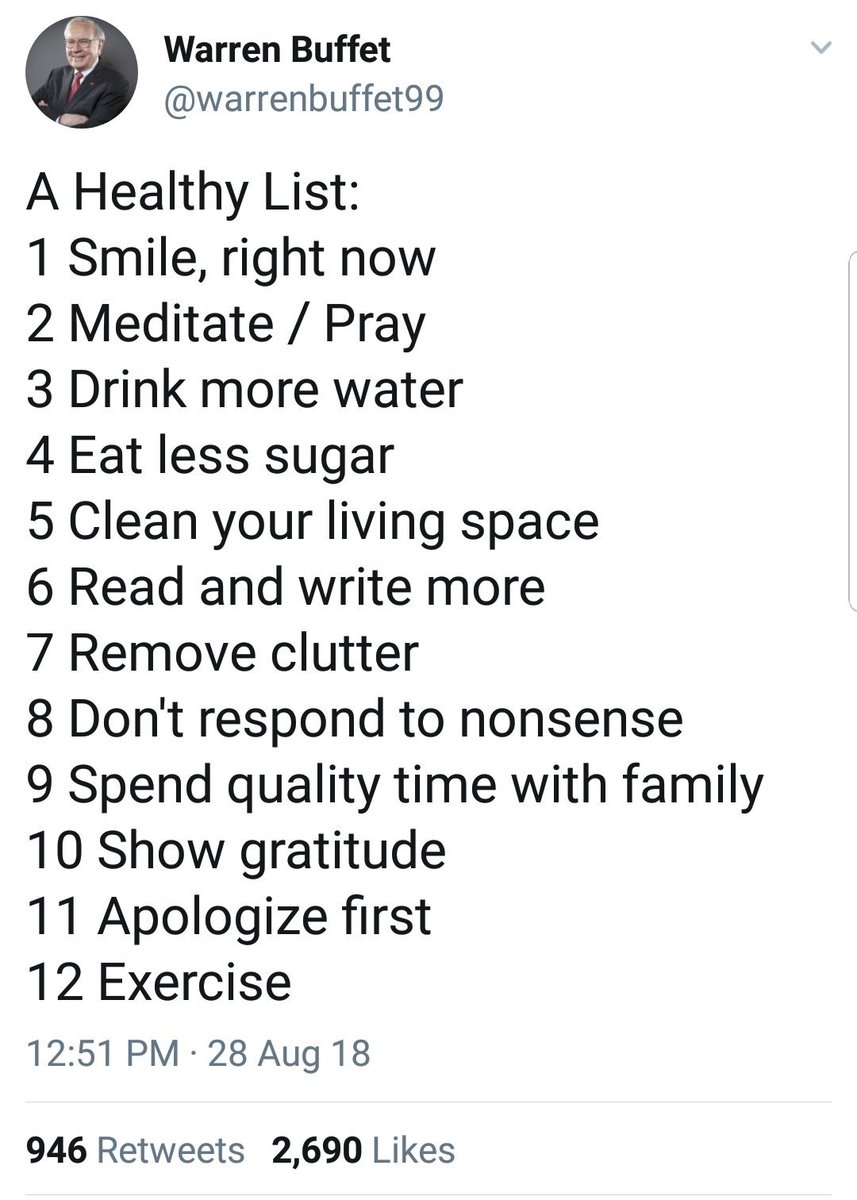 Warren Buffet
@warrenbuffet99
A Healthy List:
1 Smile, right now
2 Meditate / Pray
3 Drink more water
4 Eat less sugar
5 Clean your living space
6 Read and write more
7 Remove clutter
8 Don't respond to nonsense
9 Spend quality time with family
10 Show gratitude
11 Apologize first
12 Exercise
12:51 PM · 28 Aug 18
946 Retweets 2,690 Likes